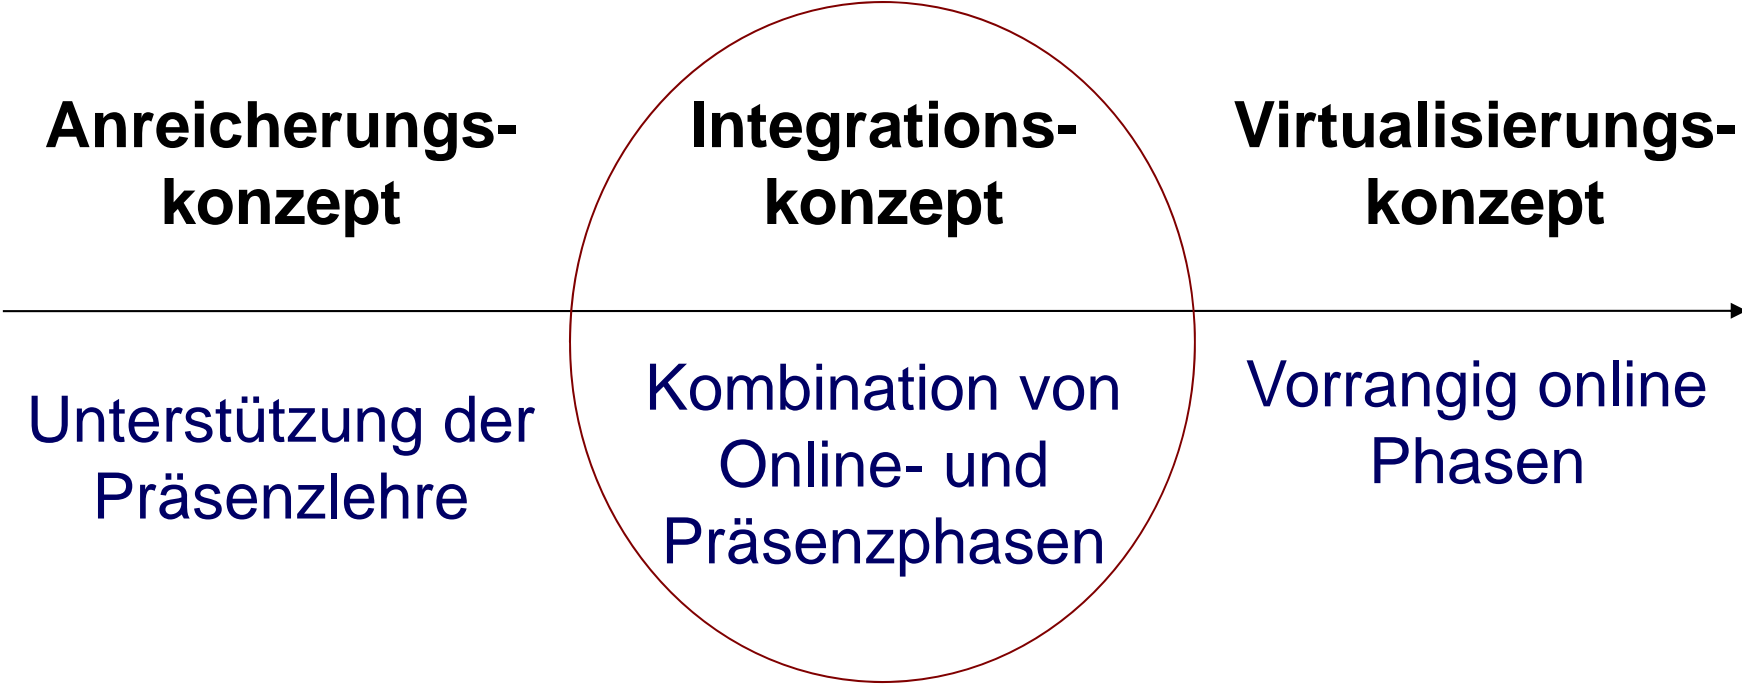 Anreicherungs-
konzept
Integrations-
konzept
Virtualisierungs-
konzept
Unterstützung der
Präsenzlehre
Kombination von
Online- und
Präsenzphasen
Vorrangig online
Phasen